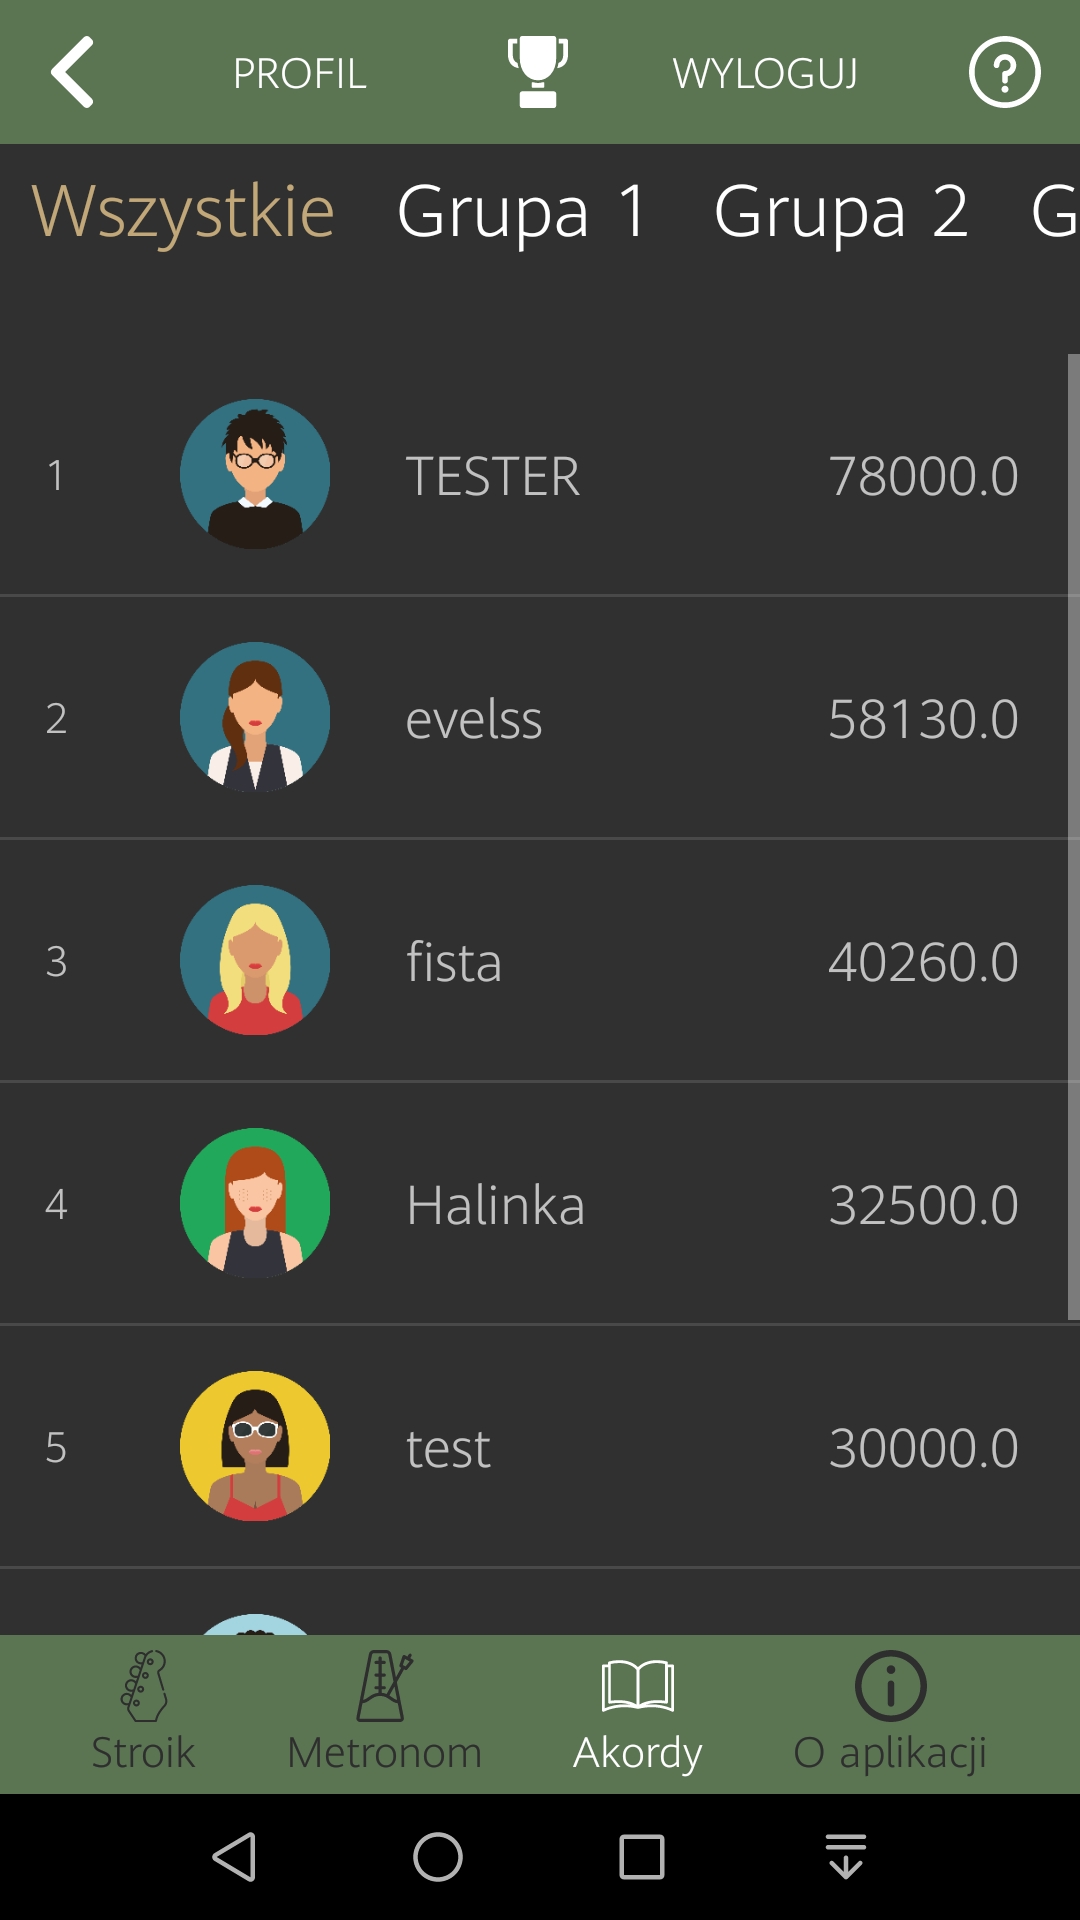 PROFIL WYLOGUJ
Wszystkie Grupa 1 Grupa 2 G
1 TESTER 78000.0
2 evelss 58130.0
3 fista 40260.0
4 Halinka 32500.0
5 test 30000.0
Stroik Metronom Akordy O aplikacji